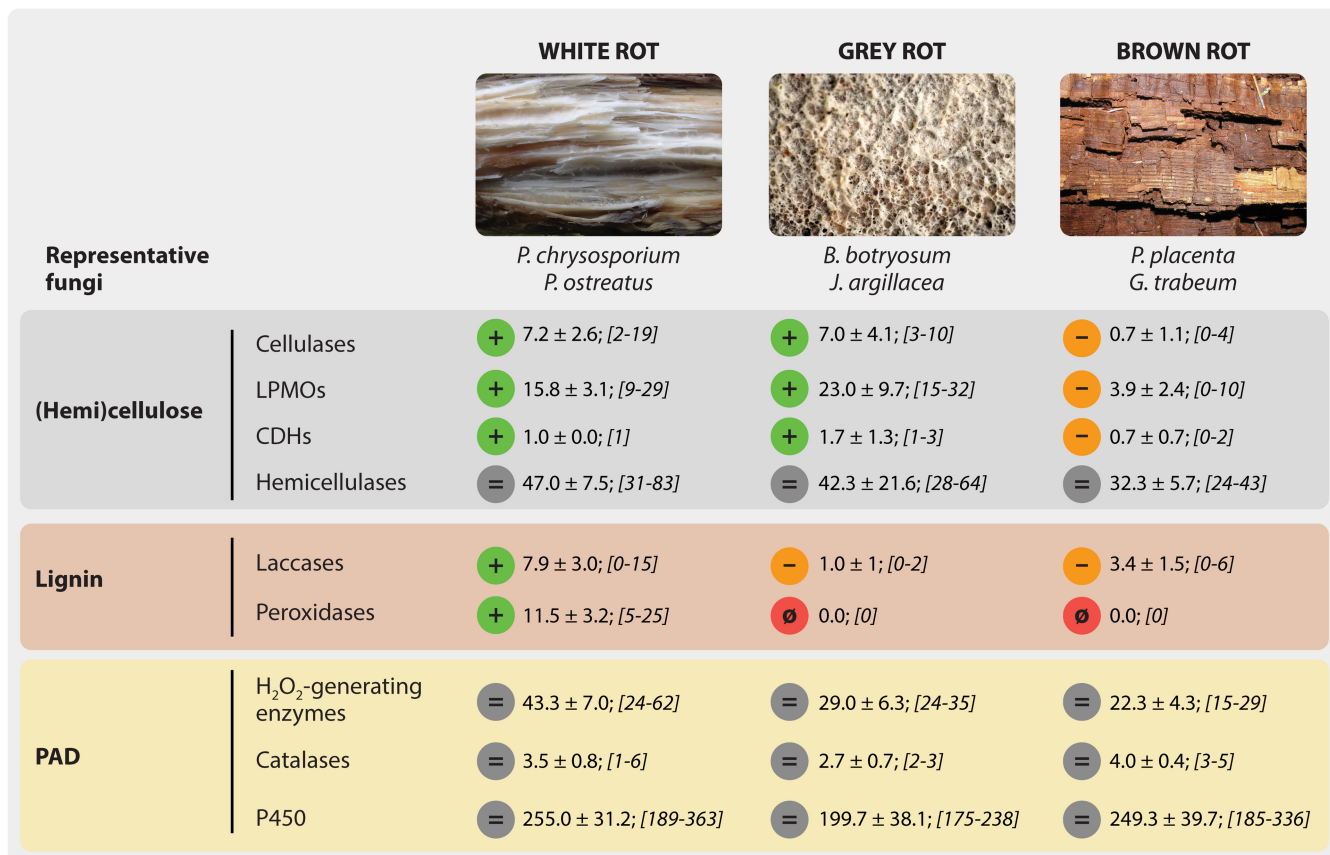 WHITE ROT GREY ROT BROWN ROT
Representative fungi
P. chrysosporium
P. ostreatus
B. botryosum
J. argillacea
P. placenta
G. trabeum
(Hemi)cellulose
Cellulases + 7.2 ± 2.6; [2-19] + 7.0 ± 4.1; [3-10] − 0.7 ± 1.1; [0-4]
LPMOs + 15.8 ± 3.1; [9-29] + 23.0 ± 9.7; [15-32] − 3.9 ± 2.4; [0-10]
CDHs + 1.0 ± 0.0; [1] + 1.7 ± 1.3; [1-3] − 0.7 ± 0.7; [0-2]
Hemicellulases = 47.0 ± 7.5; [31-83] = 42.3 ± 21.6; [28-64] = 32.3 ± 5.7; [24-43]
Lignin
Laccases + 7.9 ± 3.0; [0-15] − 1.0 ± 1; [0-2] − 3.4 ± 1.5; [0-6]
Peroxidases + 11.5 ± 3.2; [5-25] ø 0.0; [0] ø 0.0; [0]
PAD
H₂O₂-generating
enzymes = 43.3 ± 7.0; [24-62] = 29.0 ± 6.3; [24-35] = 22.3 ± 4.3; [15-29]
Catalases = 3.5 ± 0.8; [1-6] = 2.7 ± 0.7; [2-3] = 4.0 ± 0.4; [3-5]
P450 = 255.0 ± 31.2; [189-363] = 199.7 ± 38.1; [175-238] = 249.3 ± 39.7; [185-336]